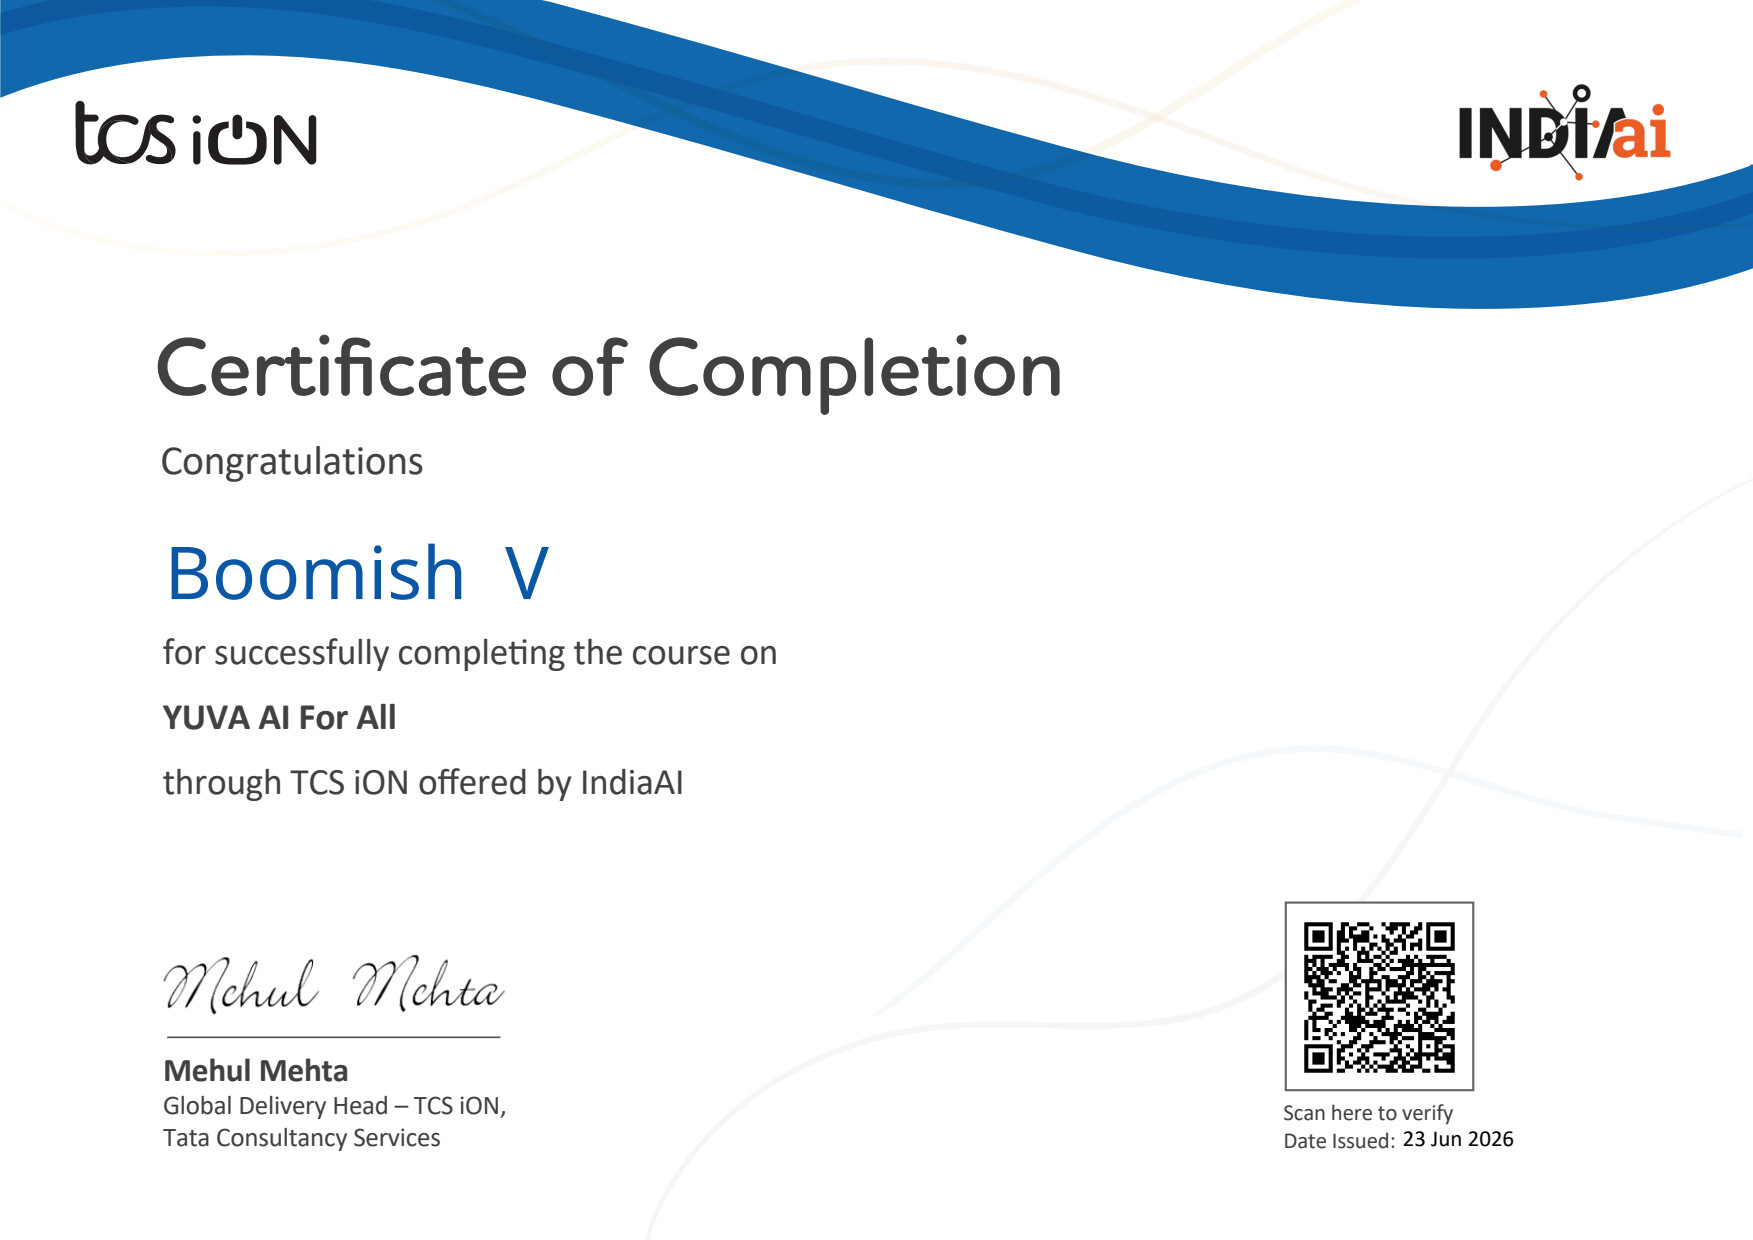 tcs iON
INDIAai
Certificate of Completion
Congratulations
Boomish V
for successfully completing the course on
YUVA AI For All
through TCS iON offered by IndiaAI
Mehul Mehta
Mehul Mehta
Global Delivery Head – TCS iON,
Tata Consultancy Services
Scan here to verify
Date Issued: 23 Jun 2026